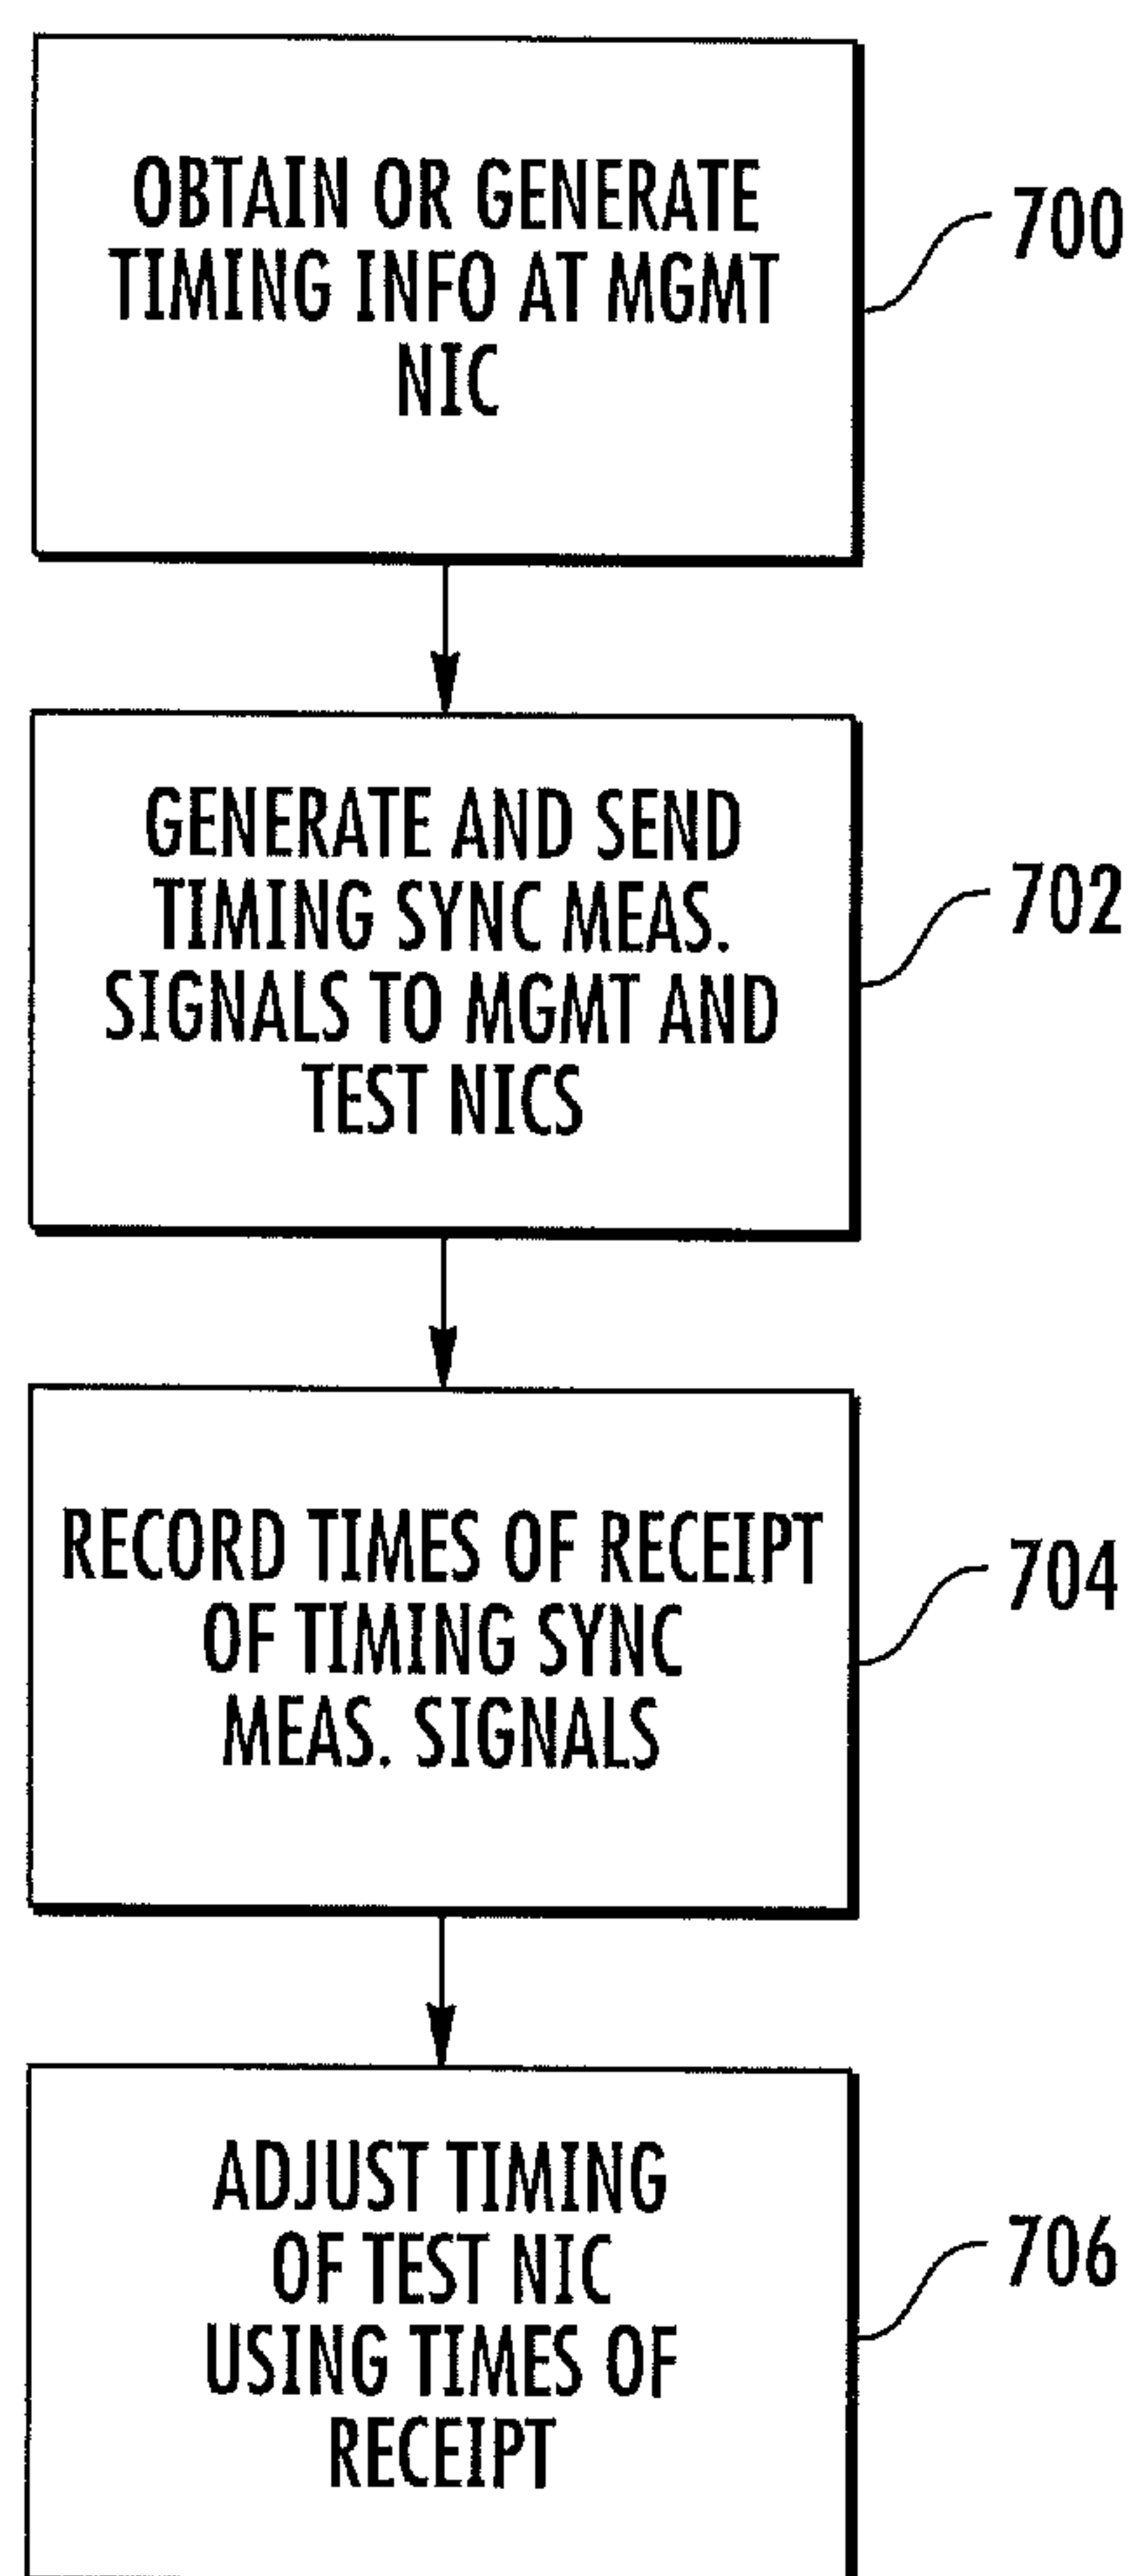 OBTAIN OR GENERATE
TIMING INFO AT MGMT
NIC
700
GENERATE AND SEND
TIMING SYNC MEAS.
SIGNALS TO MGMT AND
TEST NICS
702
RECORD TIMES OF RECEIPT
OF TIMING SYNC
MEAS. SIGNALS
704
ADJUST TIMING
OF TEST NIC
USING TIMES OF
RECEIPT
706